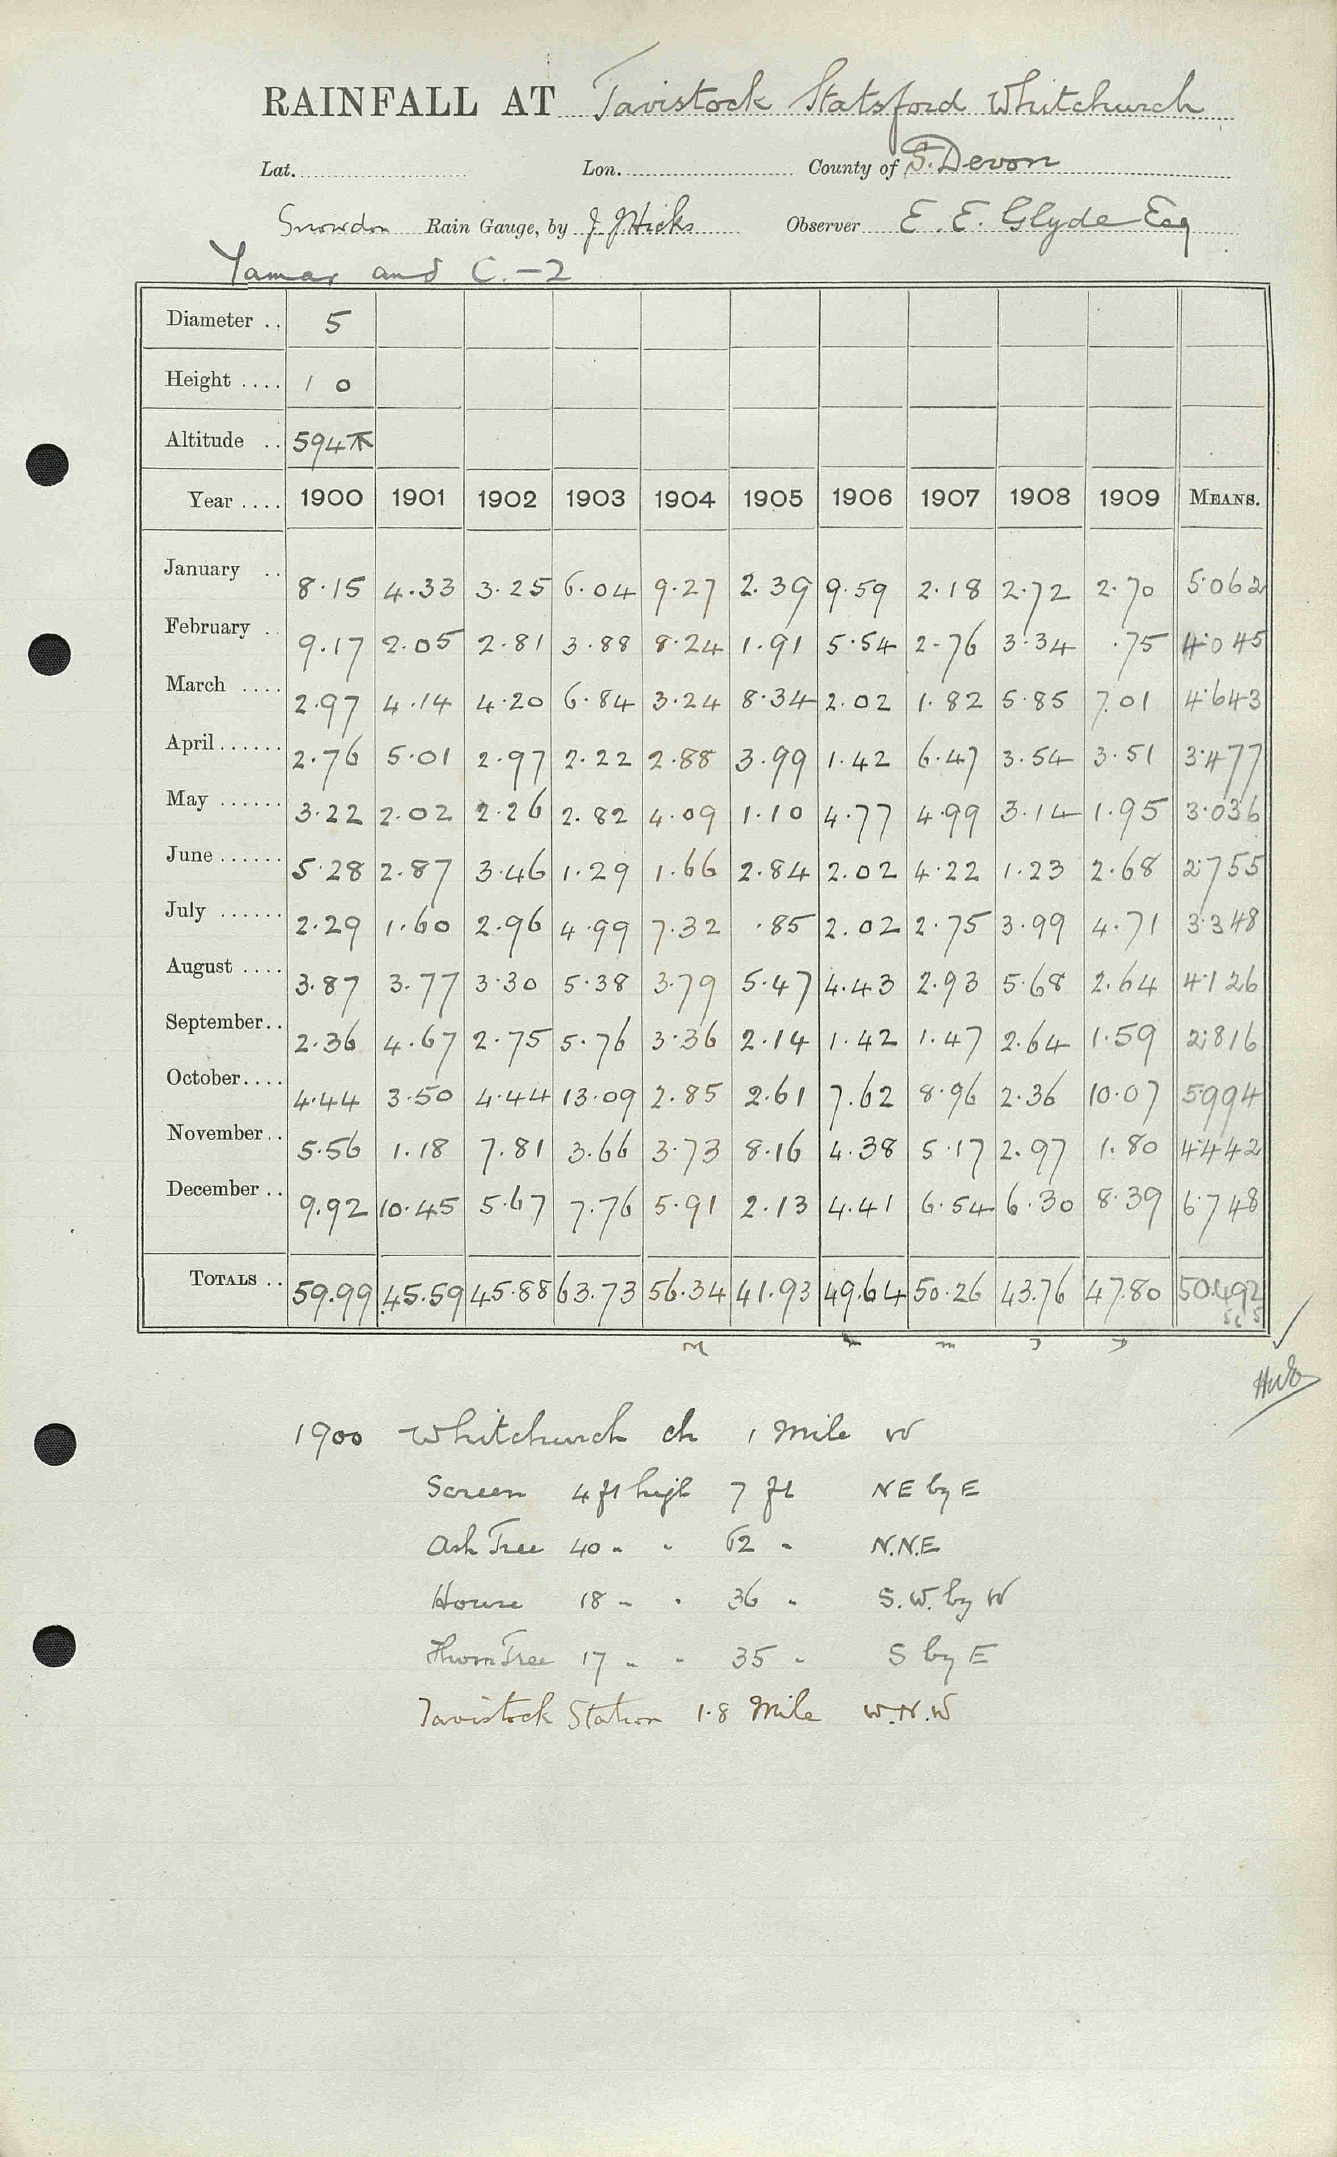 RAINFALL AT Tavistock Statsford Whitchurch
Lat. Lon. County of S. Devon
Snowdon Rain Gauge, by J. J. Hicks Observer E. E. Glyde Esq
Tamar and C.-2
Diameter .. 5
Height .... 1 0
Altitude .. 594
Year .... 1900 1901 1902 1903 1904 1905 1906 1907 1908 1909 MEANS.
January .. 8.15 4.33 3.25 6.04 9.27 2.39 9.59 2.18 2.72 2.70 5.062
February .. 9.17 2.05 2.81 3.88 8.24 1.91 5.54 2.76 3.34 .75 4.045
March .... 2.97 4.14 4.20 6.84 3.24 8.34 2.02 1.82 5.85 7.01 4.643
April ...... 2.76 5.01 2.97 2.22 2.88 3.99 1.42 6.47 3.54 3.51 3.477
May ...... 3.22 2.02 2.26 2.82 4.09 1.10 4.77 4.99 3.14 1.95 3.036
June ...... 5.28 2.87 3.46 1.29 1.66 2.84 2.02 4.22 1.23 2.68 2.755
July ...... 2.29 1.60 2.96 4.99 7.32 .85 2.02 2.75 3.99 4.71 3.348
August .... 3.87 3.77 3.30 5.38 3.79 5.47 4.43 2.93 5.68 2.64 4.126
September .. 2.36 4.67 2.75 5.76 3.36 2.14 1.42 1.47 2.64 1.59 2.816
October .... 4.44 3.50 4.44 13.09 2.85 2.61 7.62 8.96 2.36 10.07 5.994
November .. 5.56 1.18 7.81 3.66 3.73 8.16 4.38 5.17 2.97 1.80 4.442
December .. 9.92 10.45 5.67 7.76 5.91 2.13 4.41 6.54 6.30 8.39 6.748
TOTALS .. 59.99 45.59 45.88 63.73 56.34 41.93 49.64 50.26 43.76 47.80 50.492
1900 Whitchurch ch 1 Mile W
Screen 4 ft high 7 ft NE by E
Ash Tree 40 " " 62 " N.N.E
House 18 " " 36 " S.W. by W
Thorn Tree 17 " " 35 " S by E
Tavistock Station 1.8 Mile W.N.W